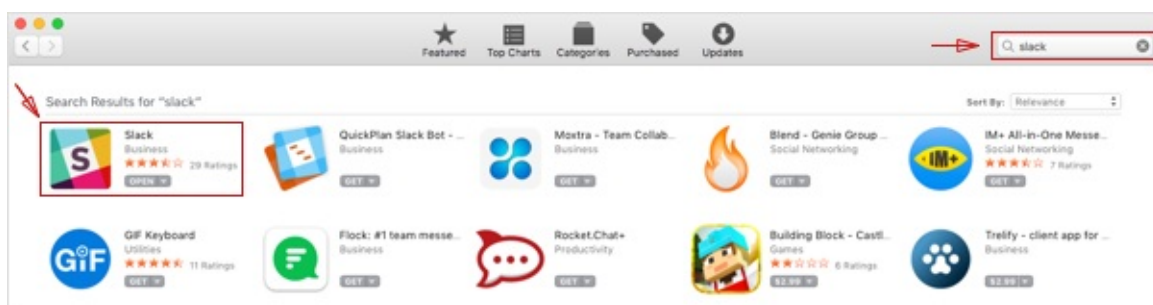 Featured Top Charts Categories Purchased Updates
slack
Search Results for "slack"
Sort By: Relevance
Slack
Business
29 Ratings
OPEN
QuickPlan Slack Bot - ...
Business
GET
Moxtra - Team Collab...
Business
GET
Blend - Genie Group ...
Social Networking
GET
IM+ All-in-One Messe...
Social Networking
7 Ratings
GET
GIF Keyboard
Utilities
11 Ratings
GET
Flock: #1 team messe...
Business
GET
Rocket.Chat+
Productivity
GET
Building Block - Castl...
Games
6 Ratings
$2.99
Trelify - client app for ...
Business
$2.99
S
IM+
GIF